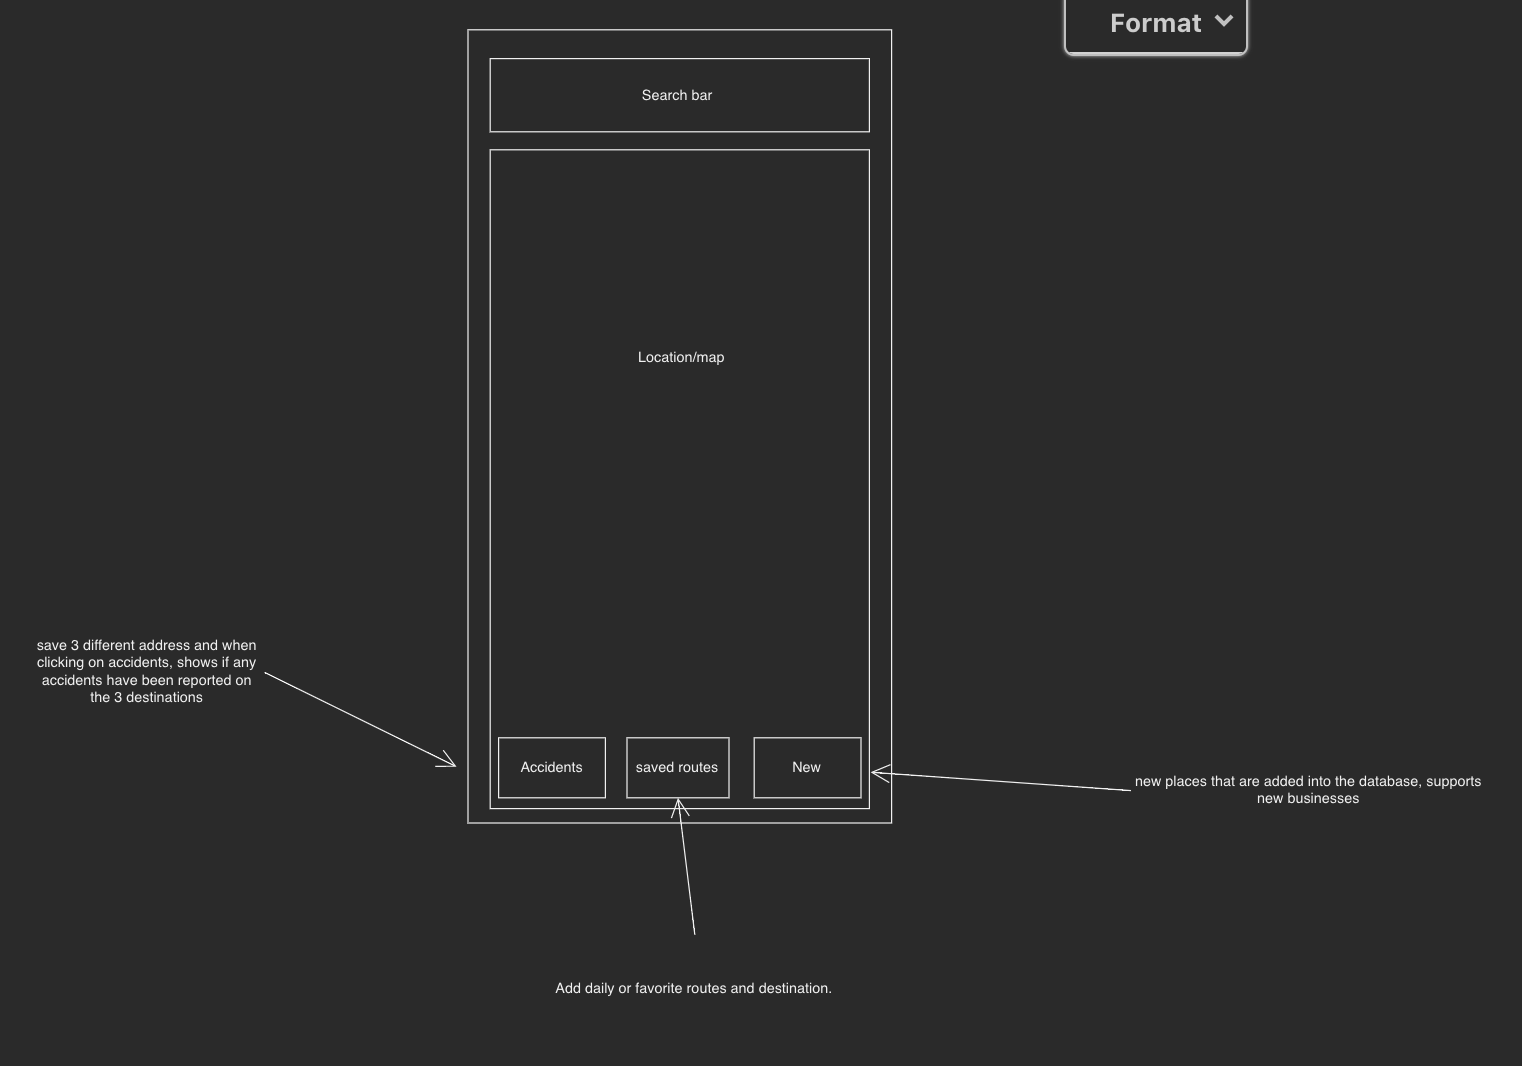 Format
Search bar
Location/map
save 3 different address and when
clicking on accidents, shows if any
accidents have been reported on
the 3 destinations
Accidents
saved routes
New
new places that are added into the database, supports
new businesses
Add daily or favorite routes and destination.